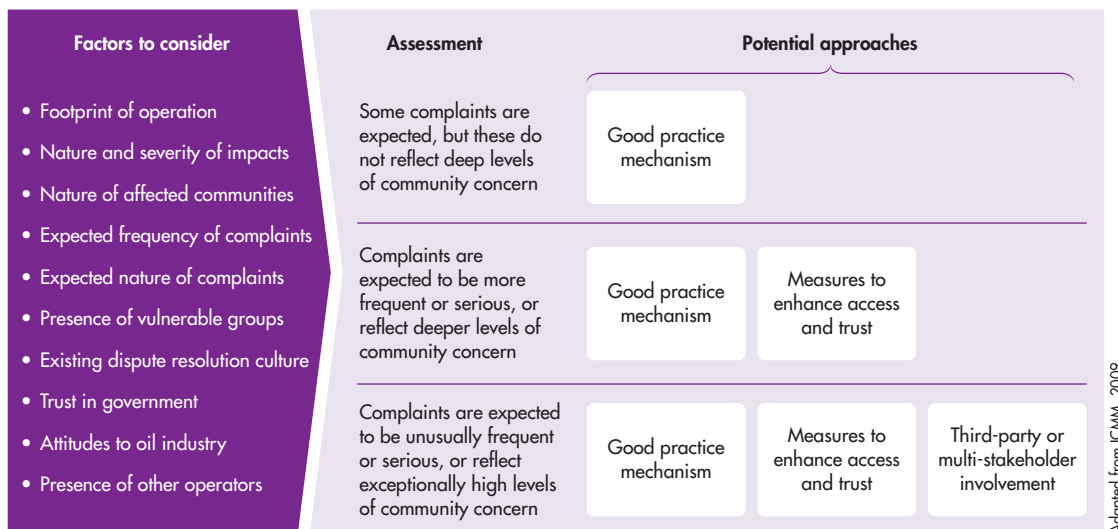 Factors to consider
• Footprint of operation
• Nature and severity of impacts
• Nature of affected communities
• Expected frequency of complaints
• Expected nature of complaints
• Presence of vulnerable groups
• Existing dispute resolution culture
• Trust in government
• Attitudes to oil industry
• Presence of other operators
Assessment
Potential approaches
Some complaints are
expected, but these do
not reflect deep levels
of community concern
Good practice
mechanism
Complaints are
expected to be more
frequent or serious, or
reflect deeper levels of
community concern
Good practice
mechanism
Measures to
enhance access
and trust
Complaints are expected
to be unusually frequent
or serious, or reflect
exceptionally high levels
of community concern
Good practice
mechanism
Measures to
enhance access
and trust
Third-party or
multi-stakeholder
involvement
Adapted from ICMM, 2009